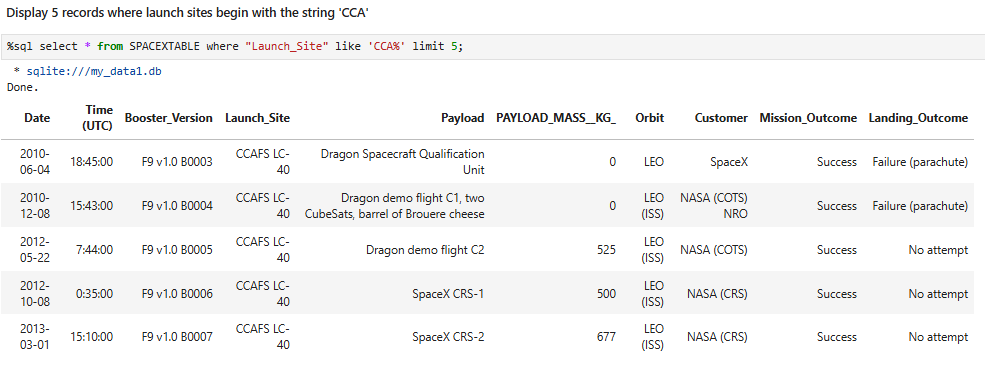 Display 5 records where launch sites begin with the string 'CCA'
%sql select * from SPACEXTABLE where "Launch_Site" like 'CCA%' limit 5;
* sqlite:///my_data1.db
Done.
Date Time (UTC) Booster_Version Launch_Site Payload PAYLOAD_MASS__KG_ Orbit Customer Mission_Outcome Landing_Outcome
2010-06-04 18:45:00 F9 v1.0 B0003 CCAFS LC-40 Dragon Spacecraft Qualification Unit 0 LEO SpaceX Success Failure (parachute)
2010-12-08 15:43:00 F9 v1.0 B0004 CCAFS LC-40 Dragon demo flight C1, two CubeSats, barrel of Brouere cheese 0 LEO (ISS) NASA (COTS) NRO Success Failure (parachute)
2012-05-22 7:44:00 F9 v1.0 B0005 CCAFS LC-40 Dragon demo flight C2 525 LEO (ISS) NASA (COTS) Success No attempt
2012-10-08 0:35:00 F9 v1.0 B0006 CCAFS LC-40 SpaceX CRS-1 500 LEO (ISS) NASA (CRS) Success No attempt
2013-03-01 15:10:00 F9 v1.0 B0007 CCAFS LC-40 SpaceX CRS-2 677 LEO (ISS) NASA (CRS) Success No attempt